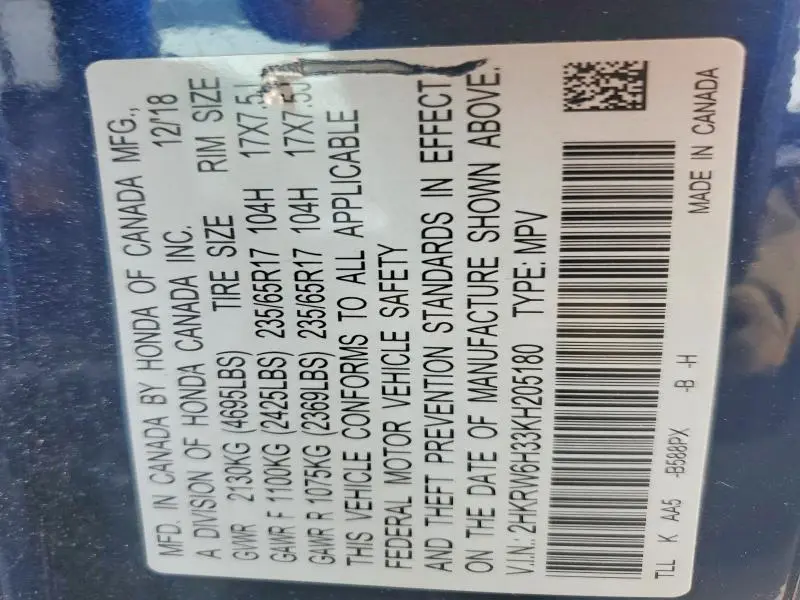 MFD. IN CANADA BY HONDA OF CANADA MFG.,
A DIVISION OF HONDA CANADA INC. 12/18
GVWR 2130KG (4695LBS) TIRE SIZE RIM SIZE
GAWR F 1100KG (2425LBS) 235/65R17 104H 17X7.5J
GAWR R 1075KG (2369LBS) 235/65R17 104H 17X7.5J
THIS VEHICLE CONFORMS TO ALL APPLICABLE
FEDERAL MOTOR VEHICLE SAFETY
AND THEFT PREVENTION STANDARDS IN EFFECT
ON THE DATE OF MANUFACTURE SHOWN ABOVE.
V.I.N.: 2HKRW6H33KH205180 TYPE: MPV
TLL K AA5 -B588PX -B -H MADE IN CANADA